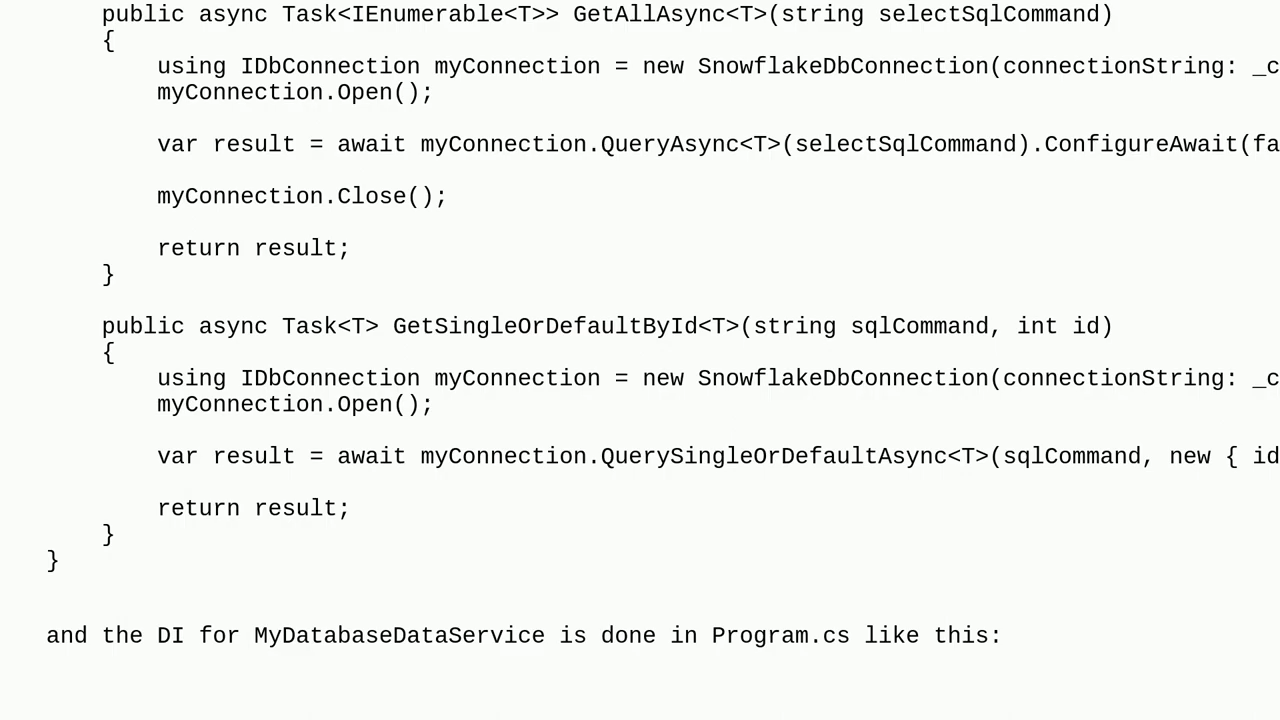 public async Task<IEnumerable<T>> GetAllAsync<T>(string selectSqlCommand)
{
using IDbConnection myConnection = new SnowflakeDbConnection(connectionString: _c
myConnection.Open();
var result = await myConnection.QueryAsync<T>(selectSqlCommand).ConfigureAwait(fa
myConnection.Close();
return result;
}
public async Task<T> GetSingleOrDefaultById<T>(string sqlCommand, int id)
{
using IDbConnection myConnection = new SnowflakeDbConnection(connectionString: _c
myConnection.Open();
var result = await myConnection.QuerySingleOrDefaultAsync<T>(sqlCommand, new { id
return result;
}
}
and the DI for MyDatabaseDataService is done in Program.cs like this: